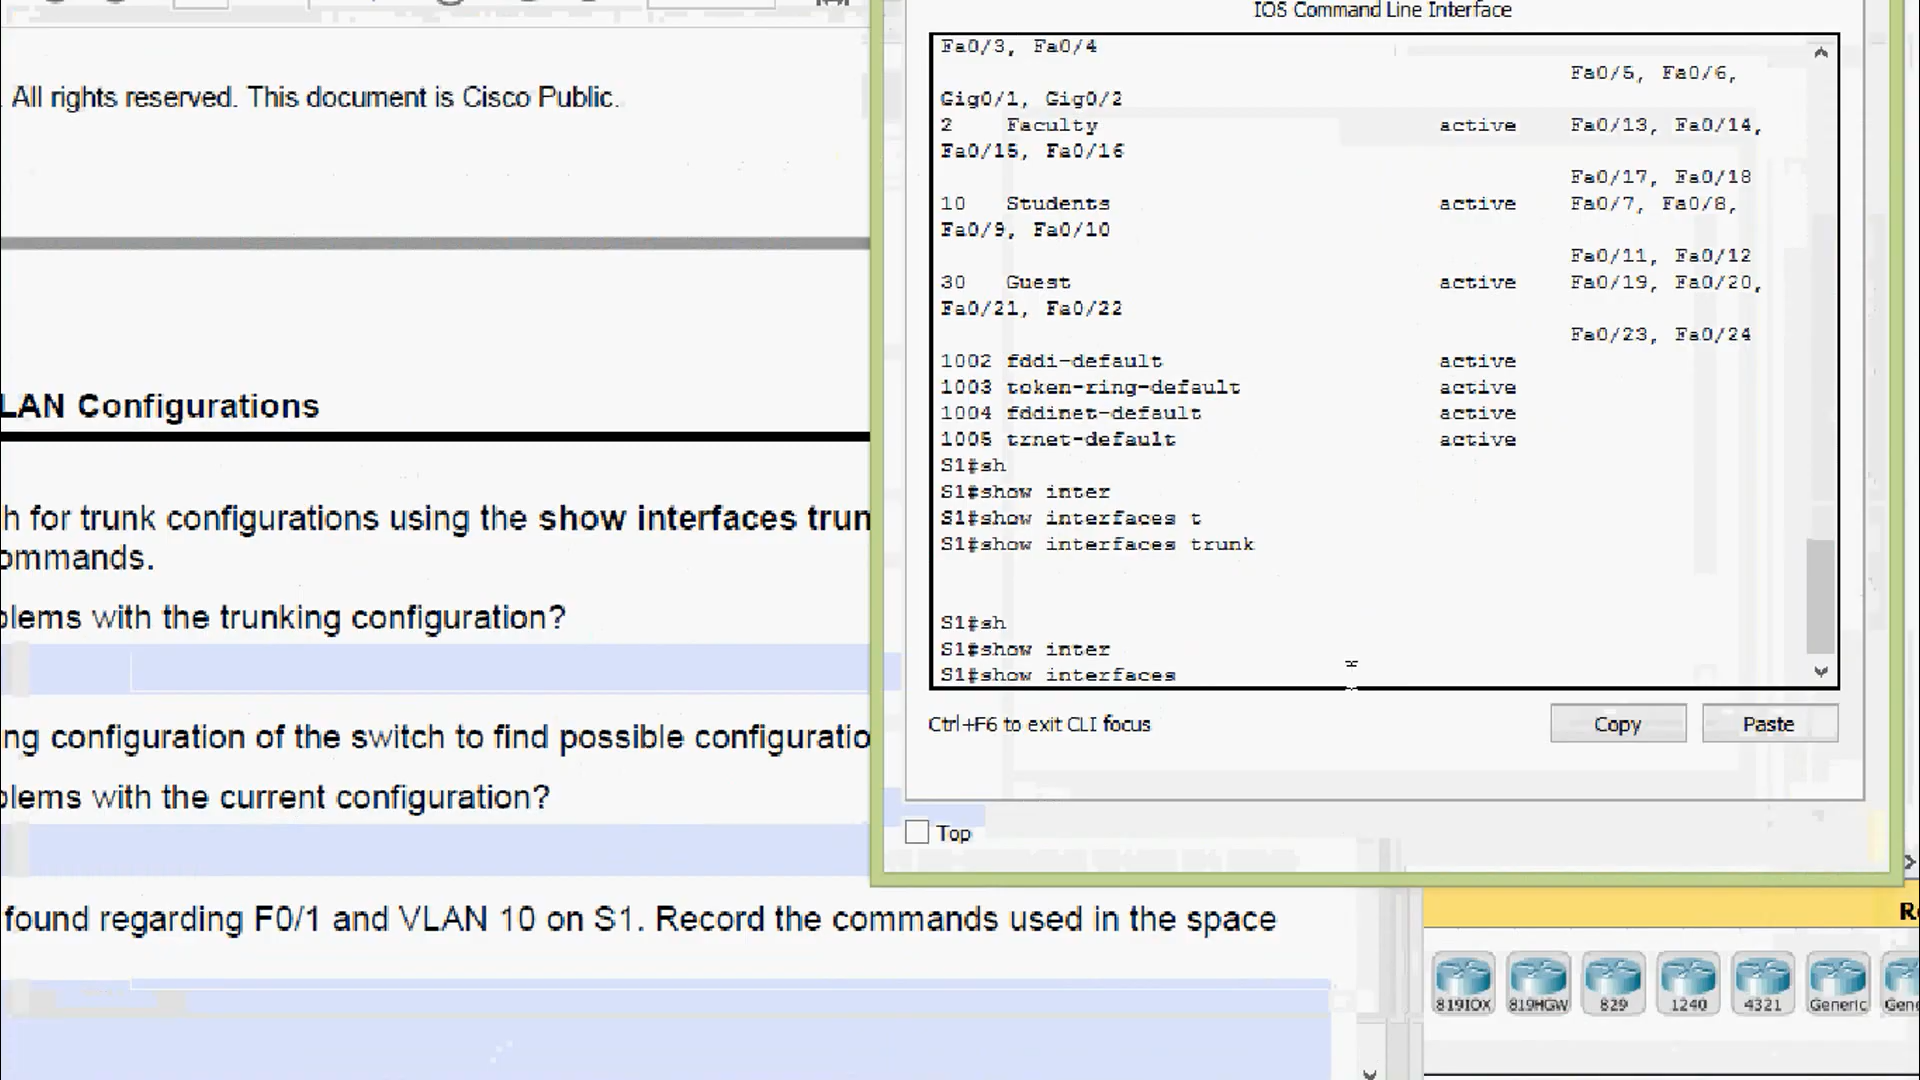 All rights reserved. This document is Cisco Public.
LAN Configurations
h for trunk configurations using the show interfaces trun
ommands.
blems with the trunking configuration?
ng configuration of the switch to find possible configuratio
blems with the current configuration?
found regarding F0/1 and VLAN 10 on S1. Record the commands used in the space
IOS Command Line Interface
Fa0/3, Fa0/4
Fa0/5, Fa0/6,
Gig0/1, Gig0/2
2 Faculty active Fa0/13, Fa0/14,
Fa0/15, Fa0/16
Fa0/17, Fa0/18
10 Students active Fa0/7, Fa0/8,
Fa0/9, Fa0/10
Fa0/11, Fa0/12
30 Guest active Fa0/19, Fa0/20,
Fa0/21, Fa0/22
Fa0/23, Fa0/24
1002 fddi-default active
1003 token-ring-default active
1004 fddinet-default active
1005 trnet-default active
S1#sh
S1#show inter
S1#show interfaces t
S1#show interfaces trunk
S1#sh
S1#show inter
S1#show interfaces
Ctrl+F6 to exit CLI focus
Copy
Paste
Top
819IOX 819HGW 829 1240 4321 Generic Gene